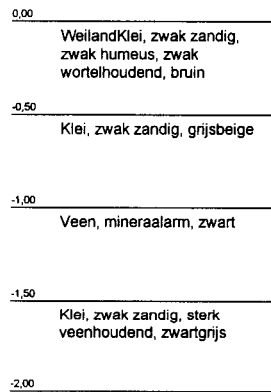 0,00
WeilandKlei, zwak zandig,
zwak humeus, zwak
wortelhoudend, bruin
-0,50
Klei, zwak zandig, grijsbeige
-1,00
Veen, mineraalarm, zwart
-1,50
Klei, zwak zandig, sterk
veenhoudend, zwartgrijs
-2,00